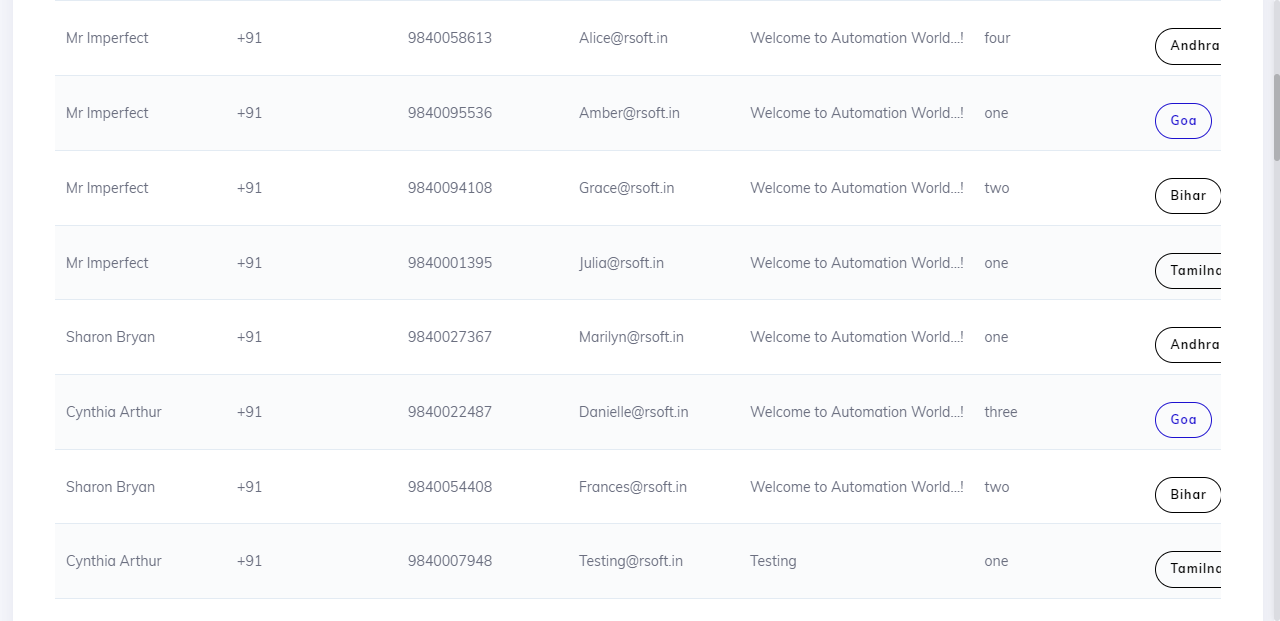 Mr Imperfect +91 9840058613 Alice@rsoft.in Welcome to Automation World...! four Andhra
Mr Imperfect +91 9840095536 Amber@rsoft.in Welcome to Automation World...! one Goa
Mr Imperfect +91 9840094108 Grace@rsoft.in Welcome to Automation World...! two Bihar
Mr Imperfect +91 9840001395 Julia@rsoft.in Welcome to Automation World...! one
Sharon Bryan +91 9840027367 Marilyn@rsoft.in Welcome to Automation World...! one Andhra
Cynthia Arthur +91 9840022487 Danielle@rsoft.in Welcome to Automation World...! three Goa
Sharon Bryan +91 9840054408 Frances@rsoft.in Welcome to Automation World...! two Bihar
Cynthia Arthur +91 9840007948 Testing@rsoft.in Testing one